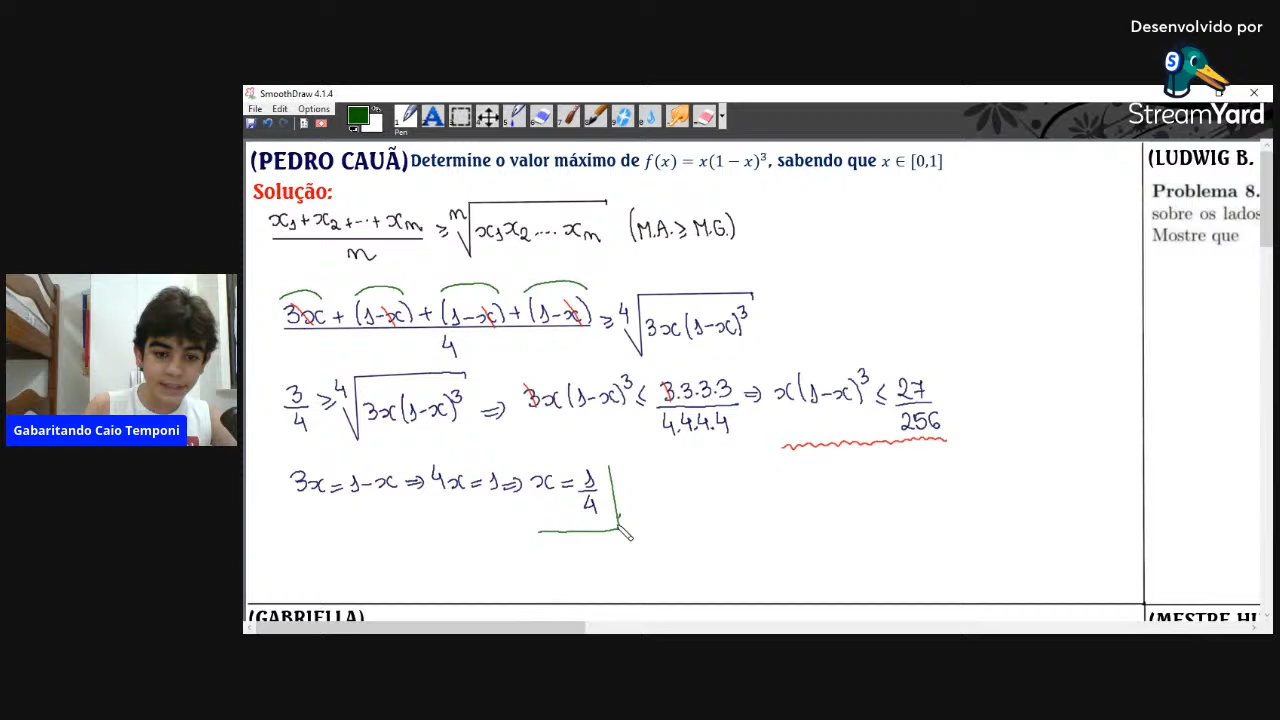 Desenvolvido por
StreamYard
SmoothDraw 4.1.4
File Edit Options
Pen
(PEDRO CAUÃ) Determine o valor máximo de f(x) = x(1 − x)³, sabendo que x ∈ [0,1]
Solução:
(x₁ + x₂ + ... + xₙ)/n ≥ ⁿ√(x₁x₂ ... xₙ) (M.A. ≥ M.G.)
(3x + (1−x) + (1−x) + (1−x))/4 ≥ ⁴√(3x(1−x)³)
3/4 ≥ ⁴√(3x(1−x)³) ⇒ 3x(1−x)³ ≤ (3.3.3.3)/(4.4.4.4) ⇒ x(1−x)³ ≤ 27/256
3x = 1−x ⇒ 4x = 1 ⇒ x = 1/4
(GABRIELLA)
(LUDWIG B.
Problema 8.
sobre os lados
Mostre que
(MESTRE HI
Gabaritando Caio Temponi